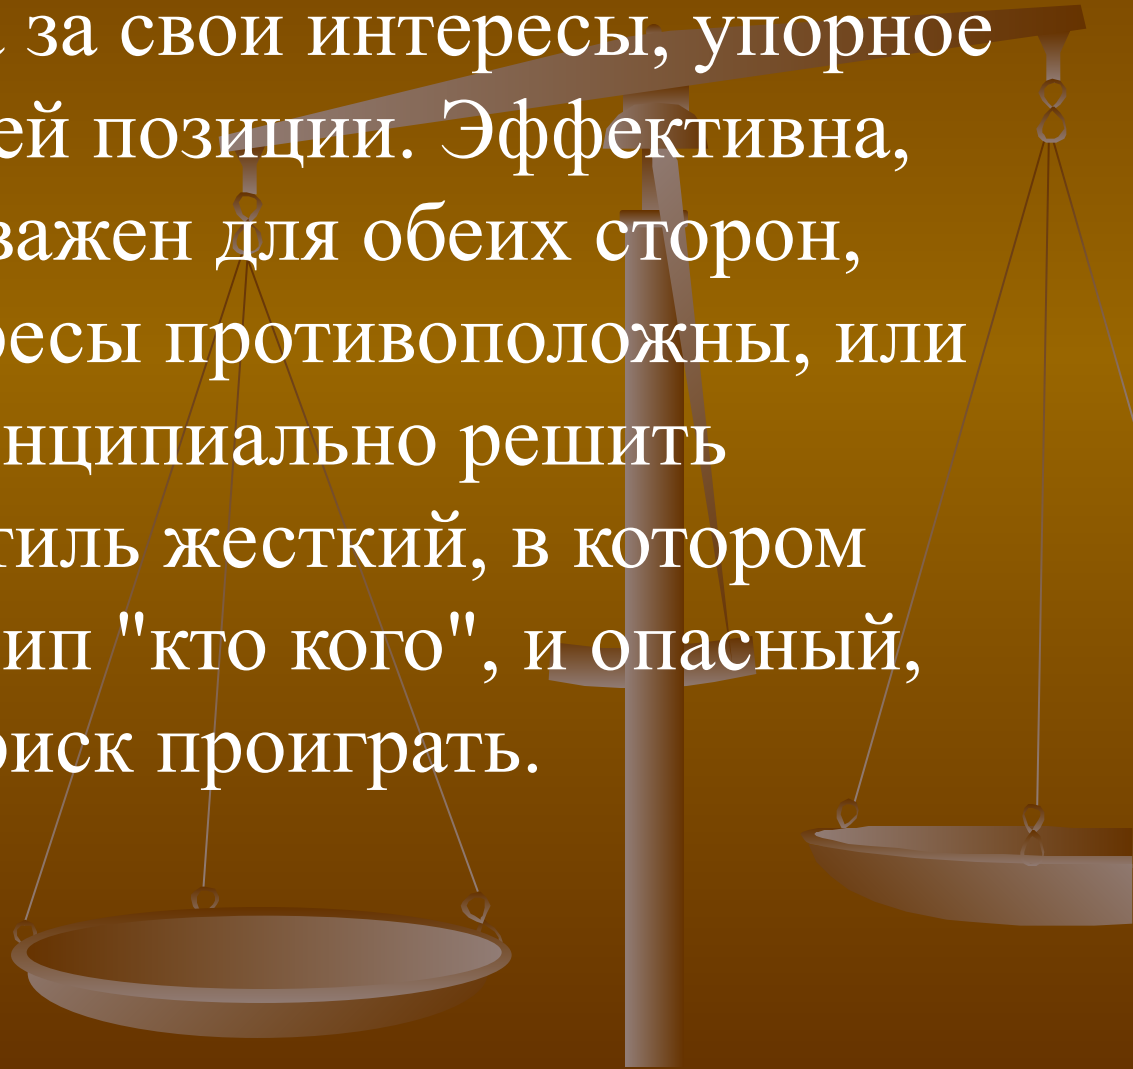 за свои интересы, упорное
ей позиции. Эффективна,
важен для обеих сторон,
ресы противоположны, или
нципиально решить
тиль жесткий, в котором
ип "кто кого", и опасный,
риск проиграть.